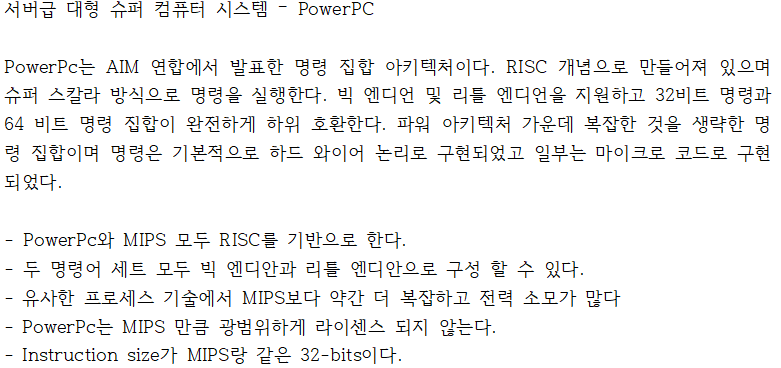 서버급 대형 슈퍼 컴퓨터 시스템 - PowerPC
PowerPc는 AIM 연합에서 발표한 명령 집합 아키텍처이다. RISC 개념으로 만들어져 있으며
슈퍼 스칼라 방식으로 명령을 실행한다. 빅 엔디언 및 리틀 엔디언을 지원하고 32비트 명령과
64 비트 명령 집합이 완전하게 하위 호환한다. 파워 아키텍처 가운데 복잡한 것을 생략한 명
령 집합이며 명령은 기본적으로 하드 와이어 논리로 구현되었고 일부는 마이크로 코드로 구현
되었다.
- PowerPc와 MIPS 모두 RISC를 기반으로 한다.
- 두 명령어 세트 모두 빅 엔디안과 리틀 엔디안으로 구성 할 수 있다.
- 유사한 프로세스 기술에서 MIPS보다 약간 더 복잡하고 전력 소모가 많다
- PowerPc는 MIPS 만큼 광범위하게 라이센스 되지 않는다.
- Instruction size가 MIPS랑 같은 32-bits이다.